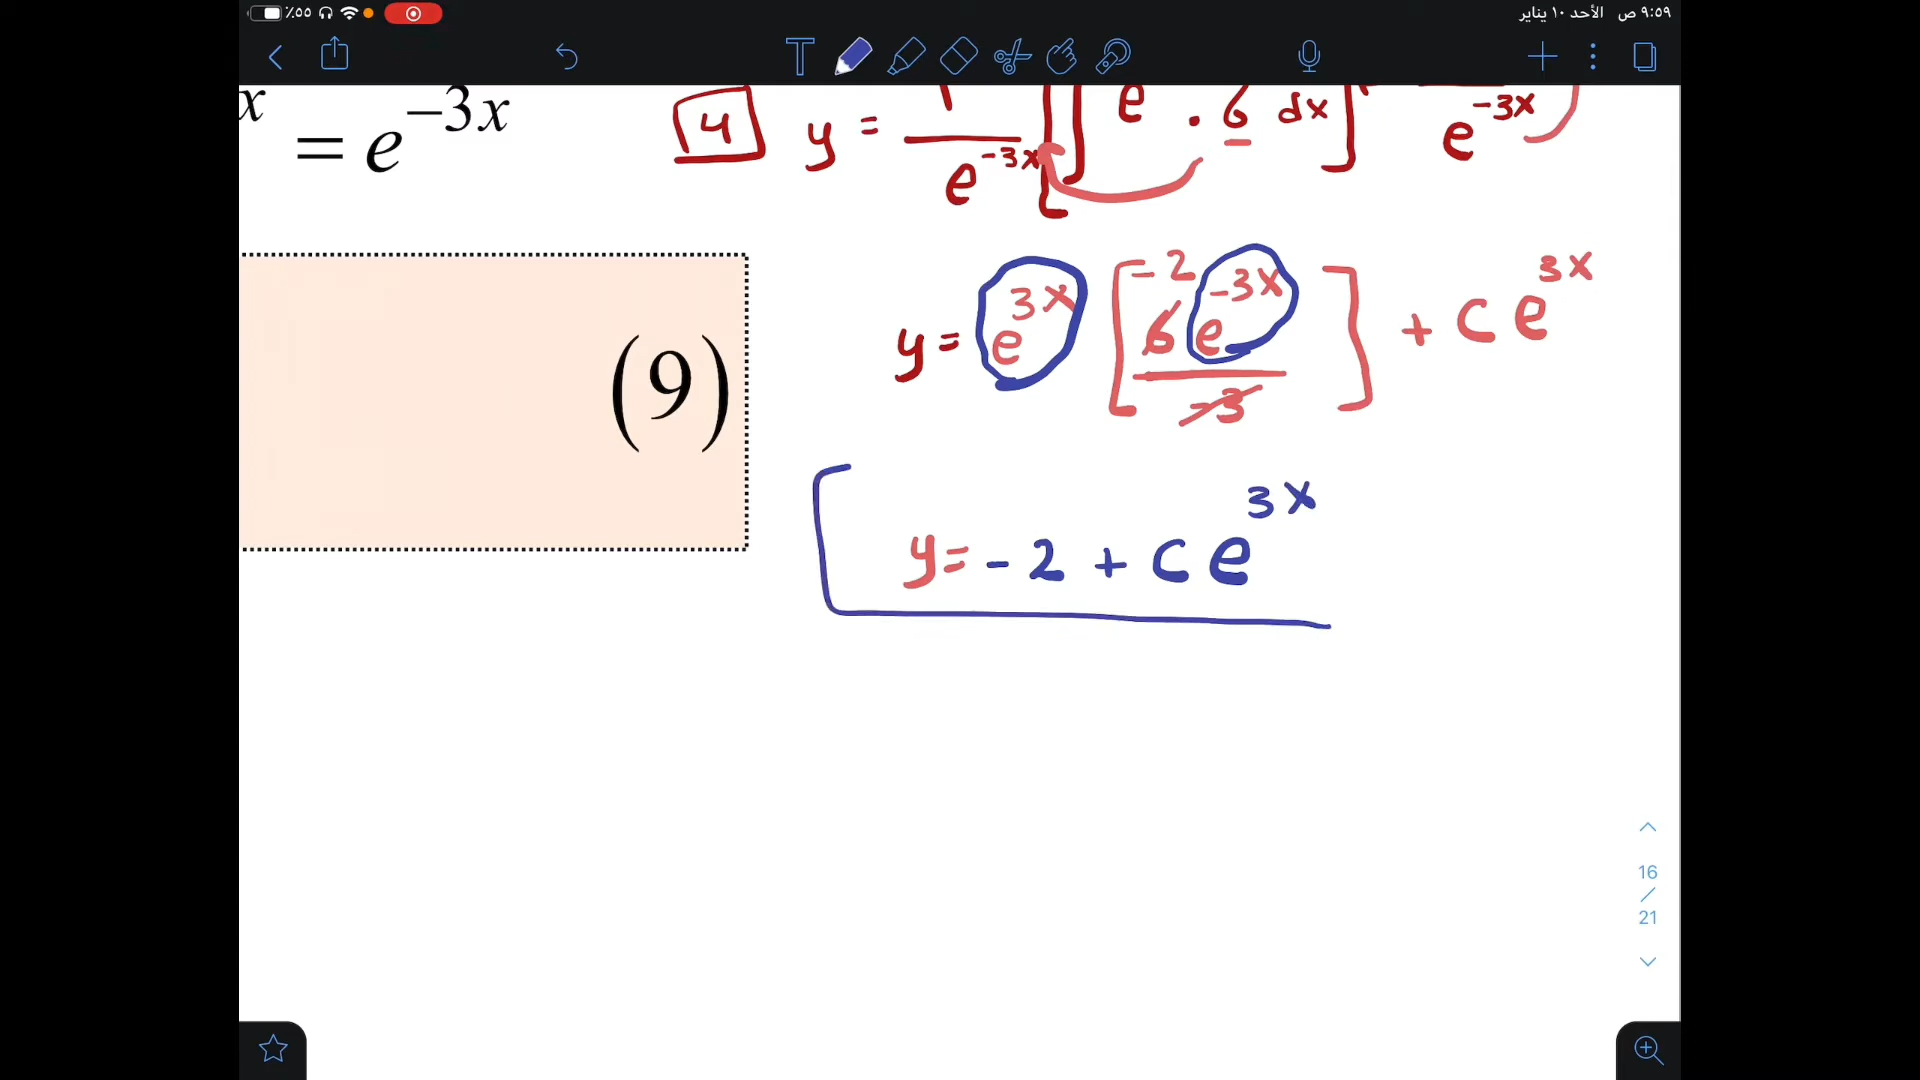 ٪٥٥ ٩:٥٩ ص الأحد ١٠ يناير
T
x = e^{-3x}
4 y = 1/e^{-3x} [∫ e . 6 dx] e^{-3x}
y = e^{3x} [-2 6e^{-3x} / -3] + C e^{3x}
(9)
y = -2 + C e^{3x}
16
/
21